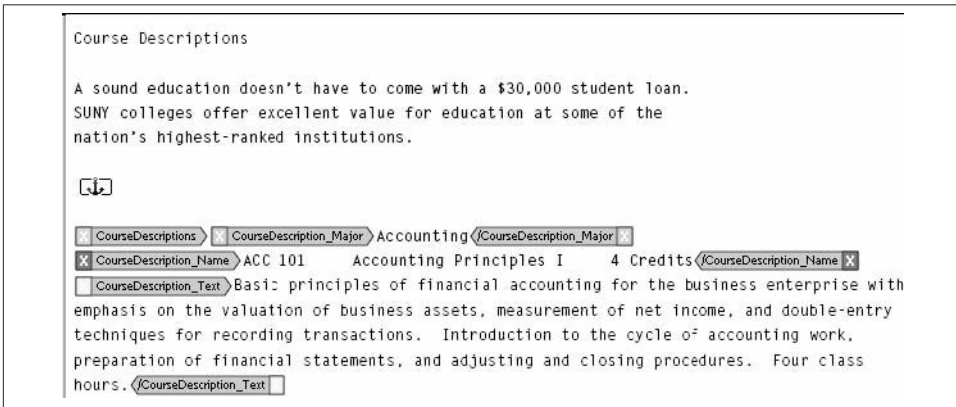 Course Descriptions
A sound education doesn't have to come with a $30,000 student loan.
SUNY colleges offer excellent value for education at some of the
nation's highest-ranked institutions.
X CourseDescriptions X CourseDescription_Major Accounting /CourseDescription_Major X
X CourseDescription_Name ACC 101 Accounting Principles I 4 Credits /CourseDescription_Name X
CourseDescription_Text Basic principles of financial accounting for the business enterprise with
emphasis on the valuation of business assets, measurement of net income, and double-entry
techniques for recording transactions. Introduction to the cycle of accounting work,
preparation of financial statements, and adjusting and closing procedures. Four class
hours. /CourseDescription_Text